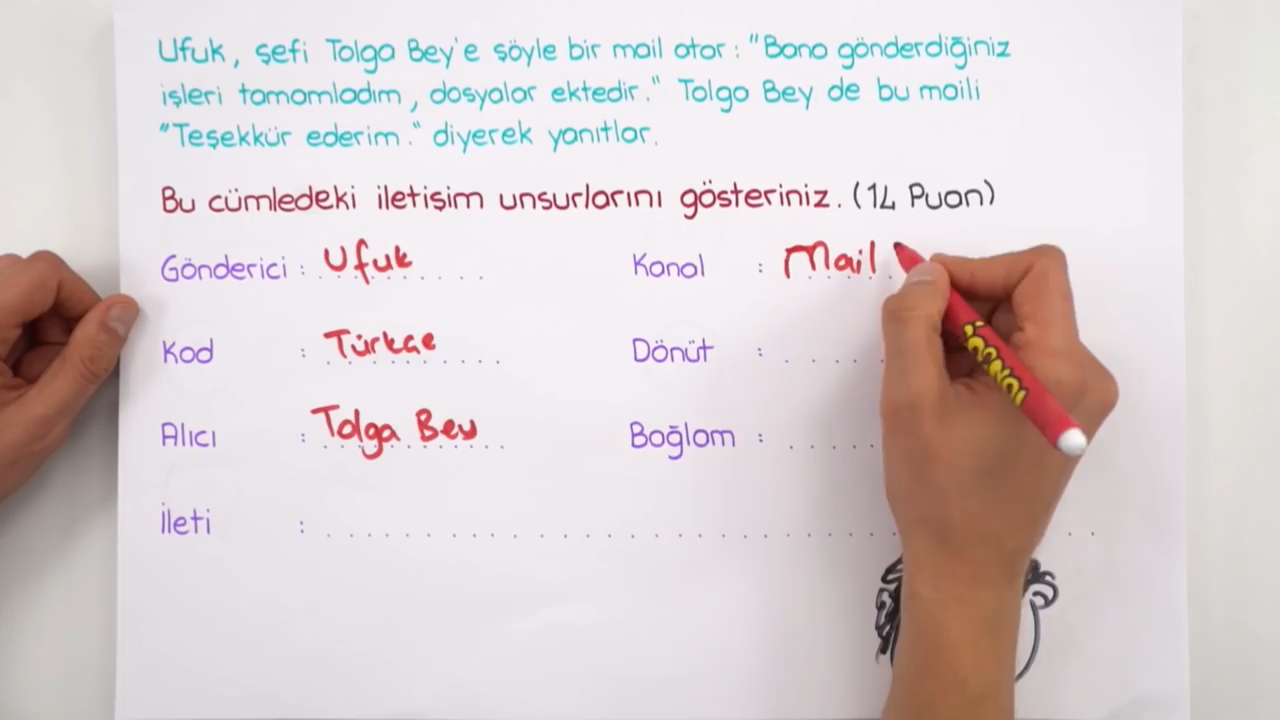 Ufuk, şefi Tolga Bey'e şöyle bir mail atar: "Bana gönderdiğiniz
işleri tamamladım, dosyalar ektedir." Tolga Bey de bu maili
"Teşekkür ederim." diyerek yanıtlar.
Bu cümledeki iletişim unsurlarını gösteriniz. (14 Puan)
Gönderici : Ufuk
Kanal : Mail
Kod : Türkçe
Dönüt :
Alıcı : Tolga Bey
Bağlam :
İleti :